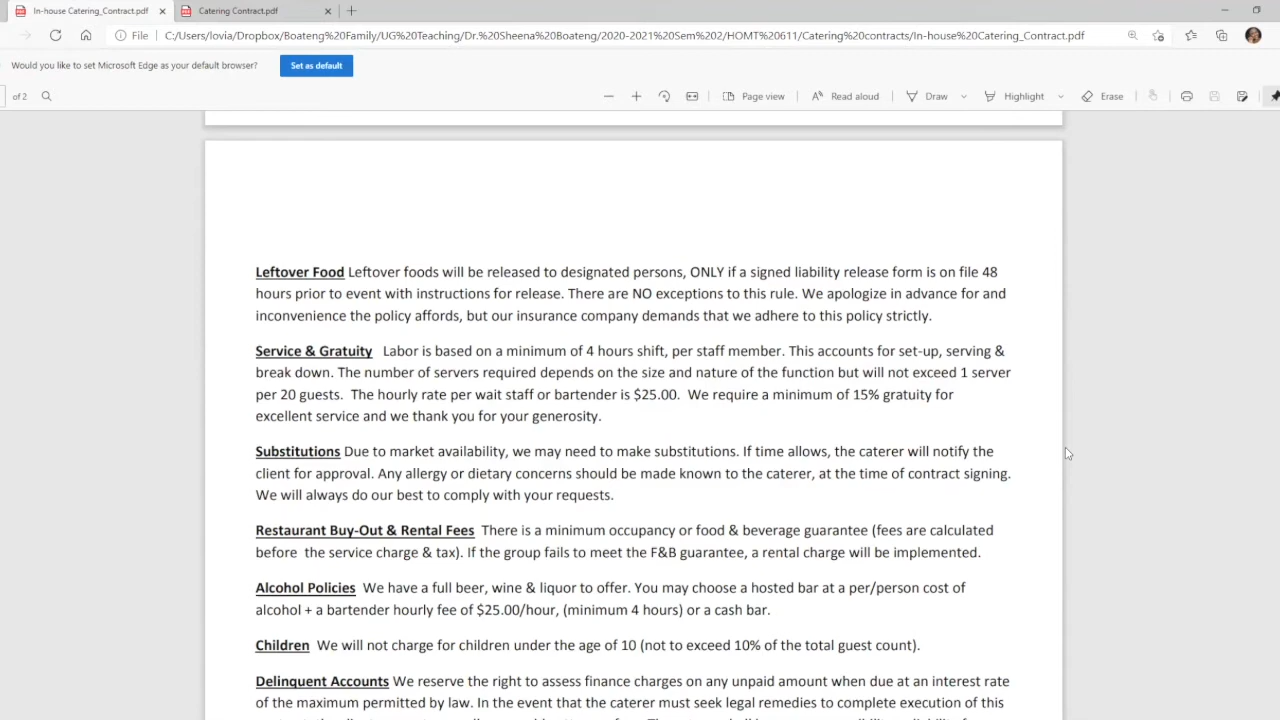 In-house Catering_Contract.pdf
Catering Contract.pdf
File
C:/Users/lovia/Dropbox/Boateng%20Family/UG%20Teaching/Dr.%20Sheena%20Boateng/2020-2021%20Sem%202/HOMT%20611/Catering%20contracts/In-house%20Catering_Contract.pdf
Would you like to set Microsoft Edge as your default browser? Set as default
of 2 Page view Read aloud Draw Highlight Erase
Leftover Food Leftover foods will be released to designated persons, ONLY if a signed liability release form is on file 48
hours prior to event with instructions for release. There are NO exceptions to this rule. We apologize in advance for and
inconvenience the policy affords, but our insurance company demands that we adhere to this policy strictly.
Service & Gratuity Labor is based on a minimum of 4 hours shift, per staff member. This accounts for set-up, serving &
break down. The number of servers required depends on the size and nature of the function but will not exceed 1 server
per 20 guests. The hourly rate per wait staff or bartender is $25.00. We require a minimum of 15% gratuity for
excellent service and we thank you for your generosity.
Substitutions Due to market availability, we may need to make substitutions. If time allows, the caterer will notify the
client for approval. Any allergy or dietary concerns should be made known to the caterer, at the time of contract signing.
We will always do our best to comply with your requests.
Restaurant Buy-Out & Rental Fees There is a minimum occupancy or food & beverage guarantee (fees are calculated
before the service charge & tax). If the group fails to meet the F&B guarantee, a rental charge will be implemented.
Alcohol Policies We have a full beer, wine & liquor to offer. You may choose a hosted bar at a per/person cost of
alcohol + a bartender hourly fee of $25.00/hour, (minimum 4 hours) or a cash bar.
Children We will not charge for children under the age of 10 (not to exceed 10% of the total guest count).
Delinquent Accounts We reserve the right to assess finance charges on any unpaid amount when due at an interest rate
of the maximum permitted by law. In the event that the caterer must seek legal remedies to complete execution of this